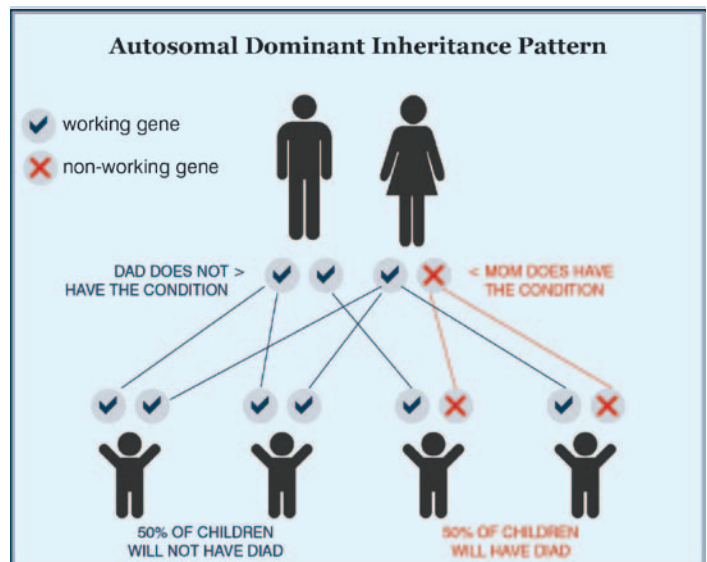 Autosomal Dominant Inheritance Pattern
working gene
non-working gene
DAD DOES NOT >
HAVE THE CONDITION
< MOM DOES HAVE
THE CONDITION
50% OF CHILDREN
WILL NOT HAVE DIAD
50% OF CHILDREN
WILL HAVE DIAD